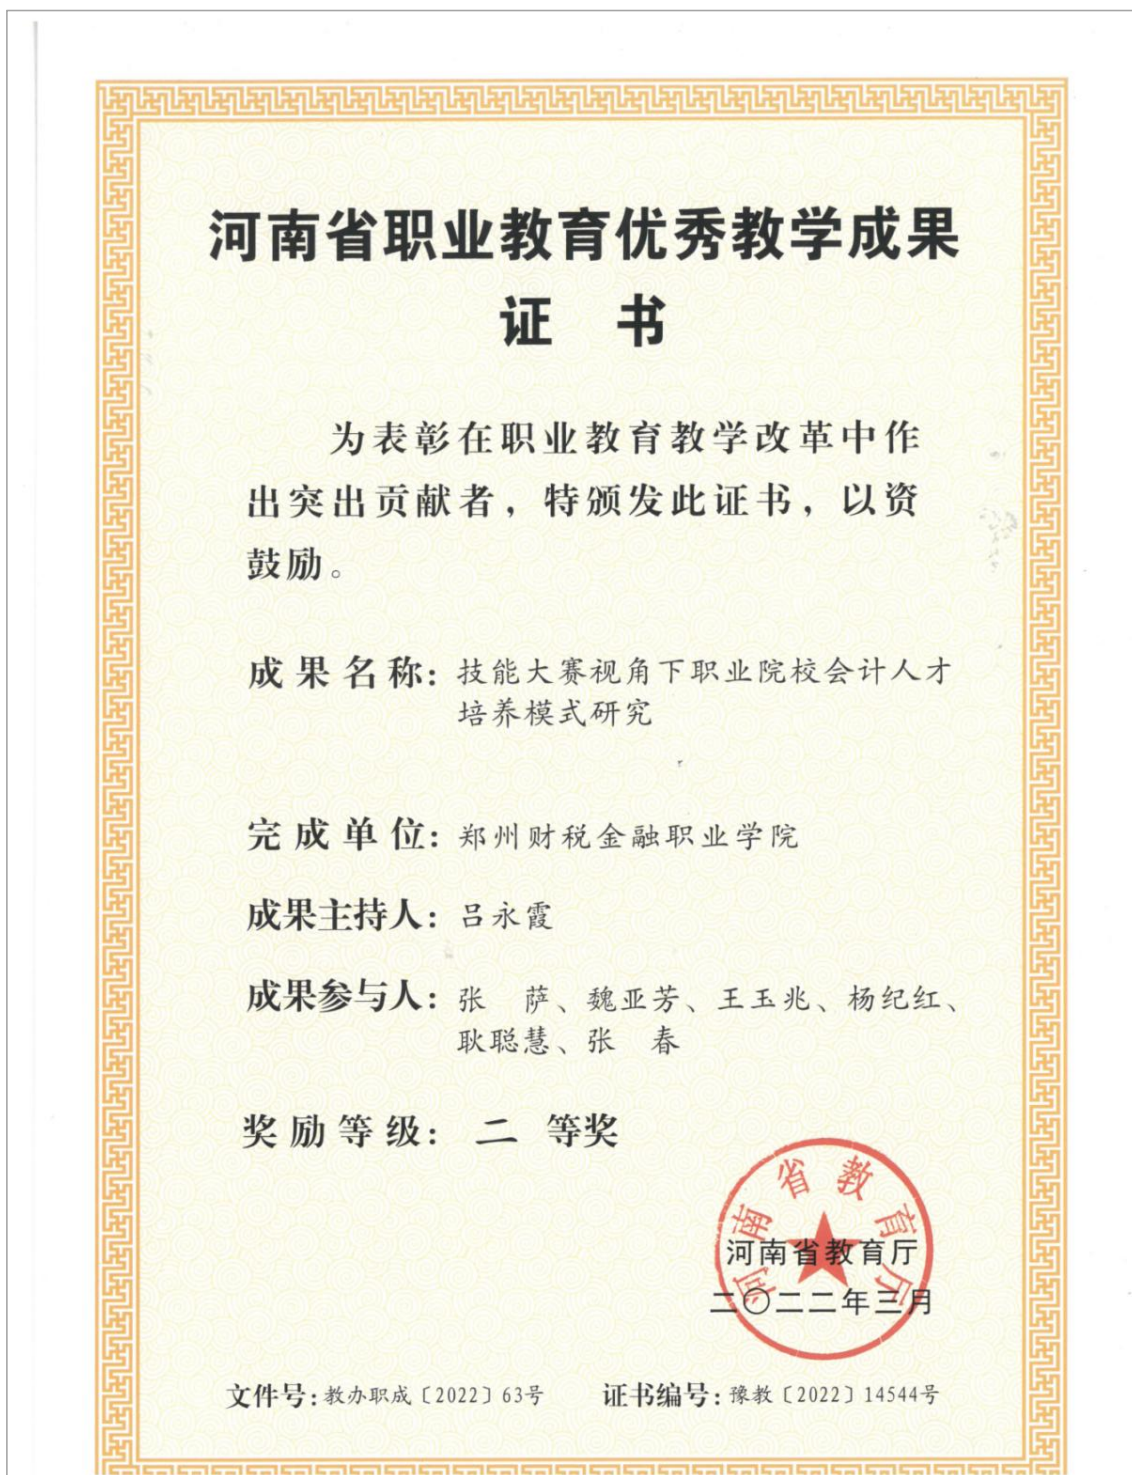 河南省职业教育优秀教学成果
证 书
为表彰在职业教育教学改革中作
出突出贡献者，特颁发此证书，以资
鼓励。
成果名称：技能大赛视角下职业院校会计人才
培养模式研究
完成单位：郑州财税金融职业学院
成果主持人：吕永霞
成果参与人：张 萨、魏亚芳、王玉兆、杨纪红、
耿聪慧、张 春
奖励等级：二 等奖
河南省教育厅
河南省教育厅
二〇二二年三月
文件号：教办职成〔2022〕63号 证书编号：豫教〔2022〕14544号